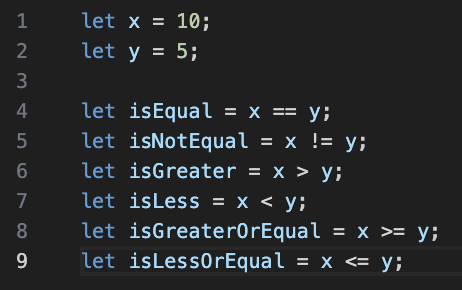 1 let x = 10;
2 let y = 5;
3
4 let isEqual = x == y;
5 let isNotEqual = x != y;
6 let isGreater = x > y;
7 let isLess = x < y;
8 let isGreaterOrEqual = x >= y;
9 let isLessOrEqual = x <= y;